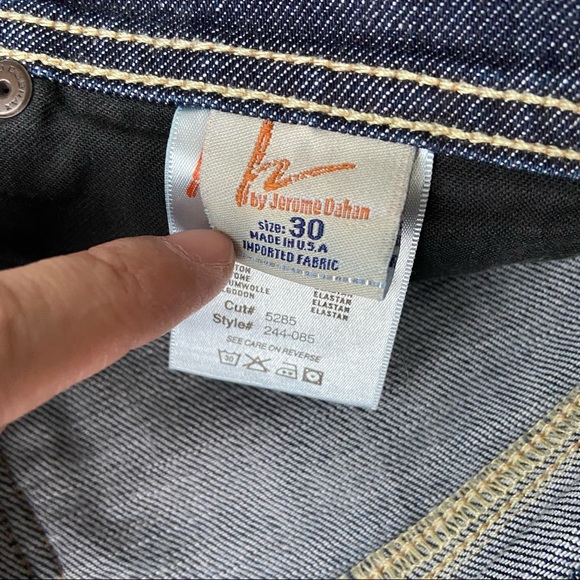 by Jerome Dahan
size: 30
MADE IN U.S.A
IMPORTED FABRIC
ELASTAN
ELASTAN
ELASTAN
Cut# 5285
Style# 244-085
SEE CARE ON REVERSE
30